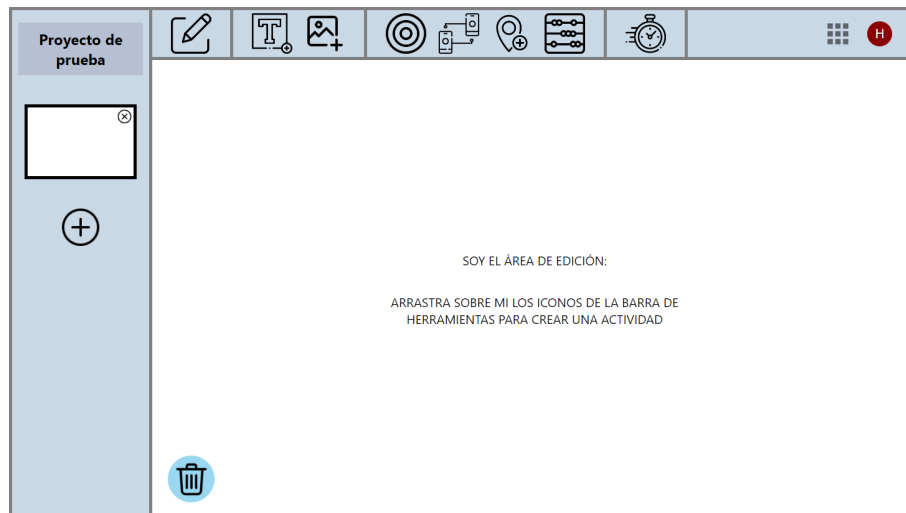 Proyecto de
prueba
T
H
SOY EL ÁREA DE EDICIÓN:
ARRASTRA SOBRE MI LOS ICONOS DE LA BARRA DE
HERRAMIENTAS PARA CREAR UNA ACTIVIDAD